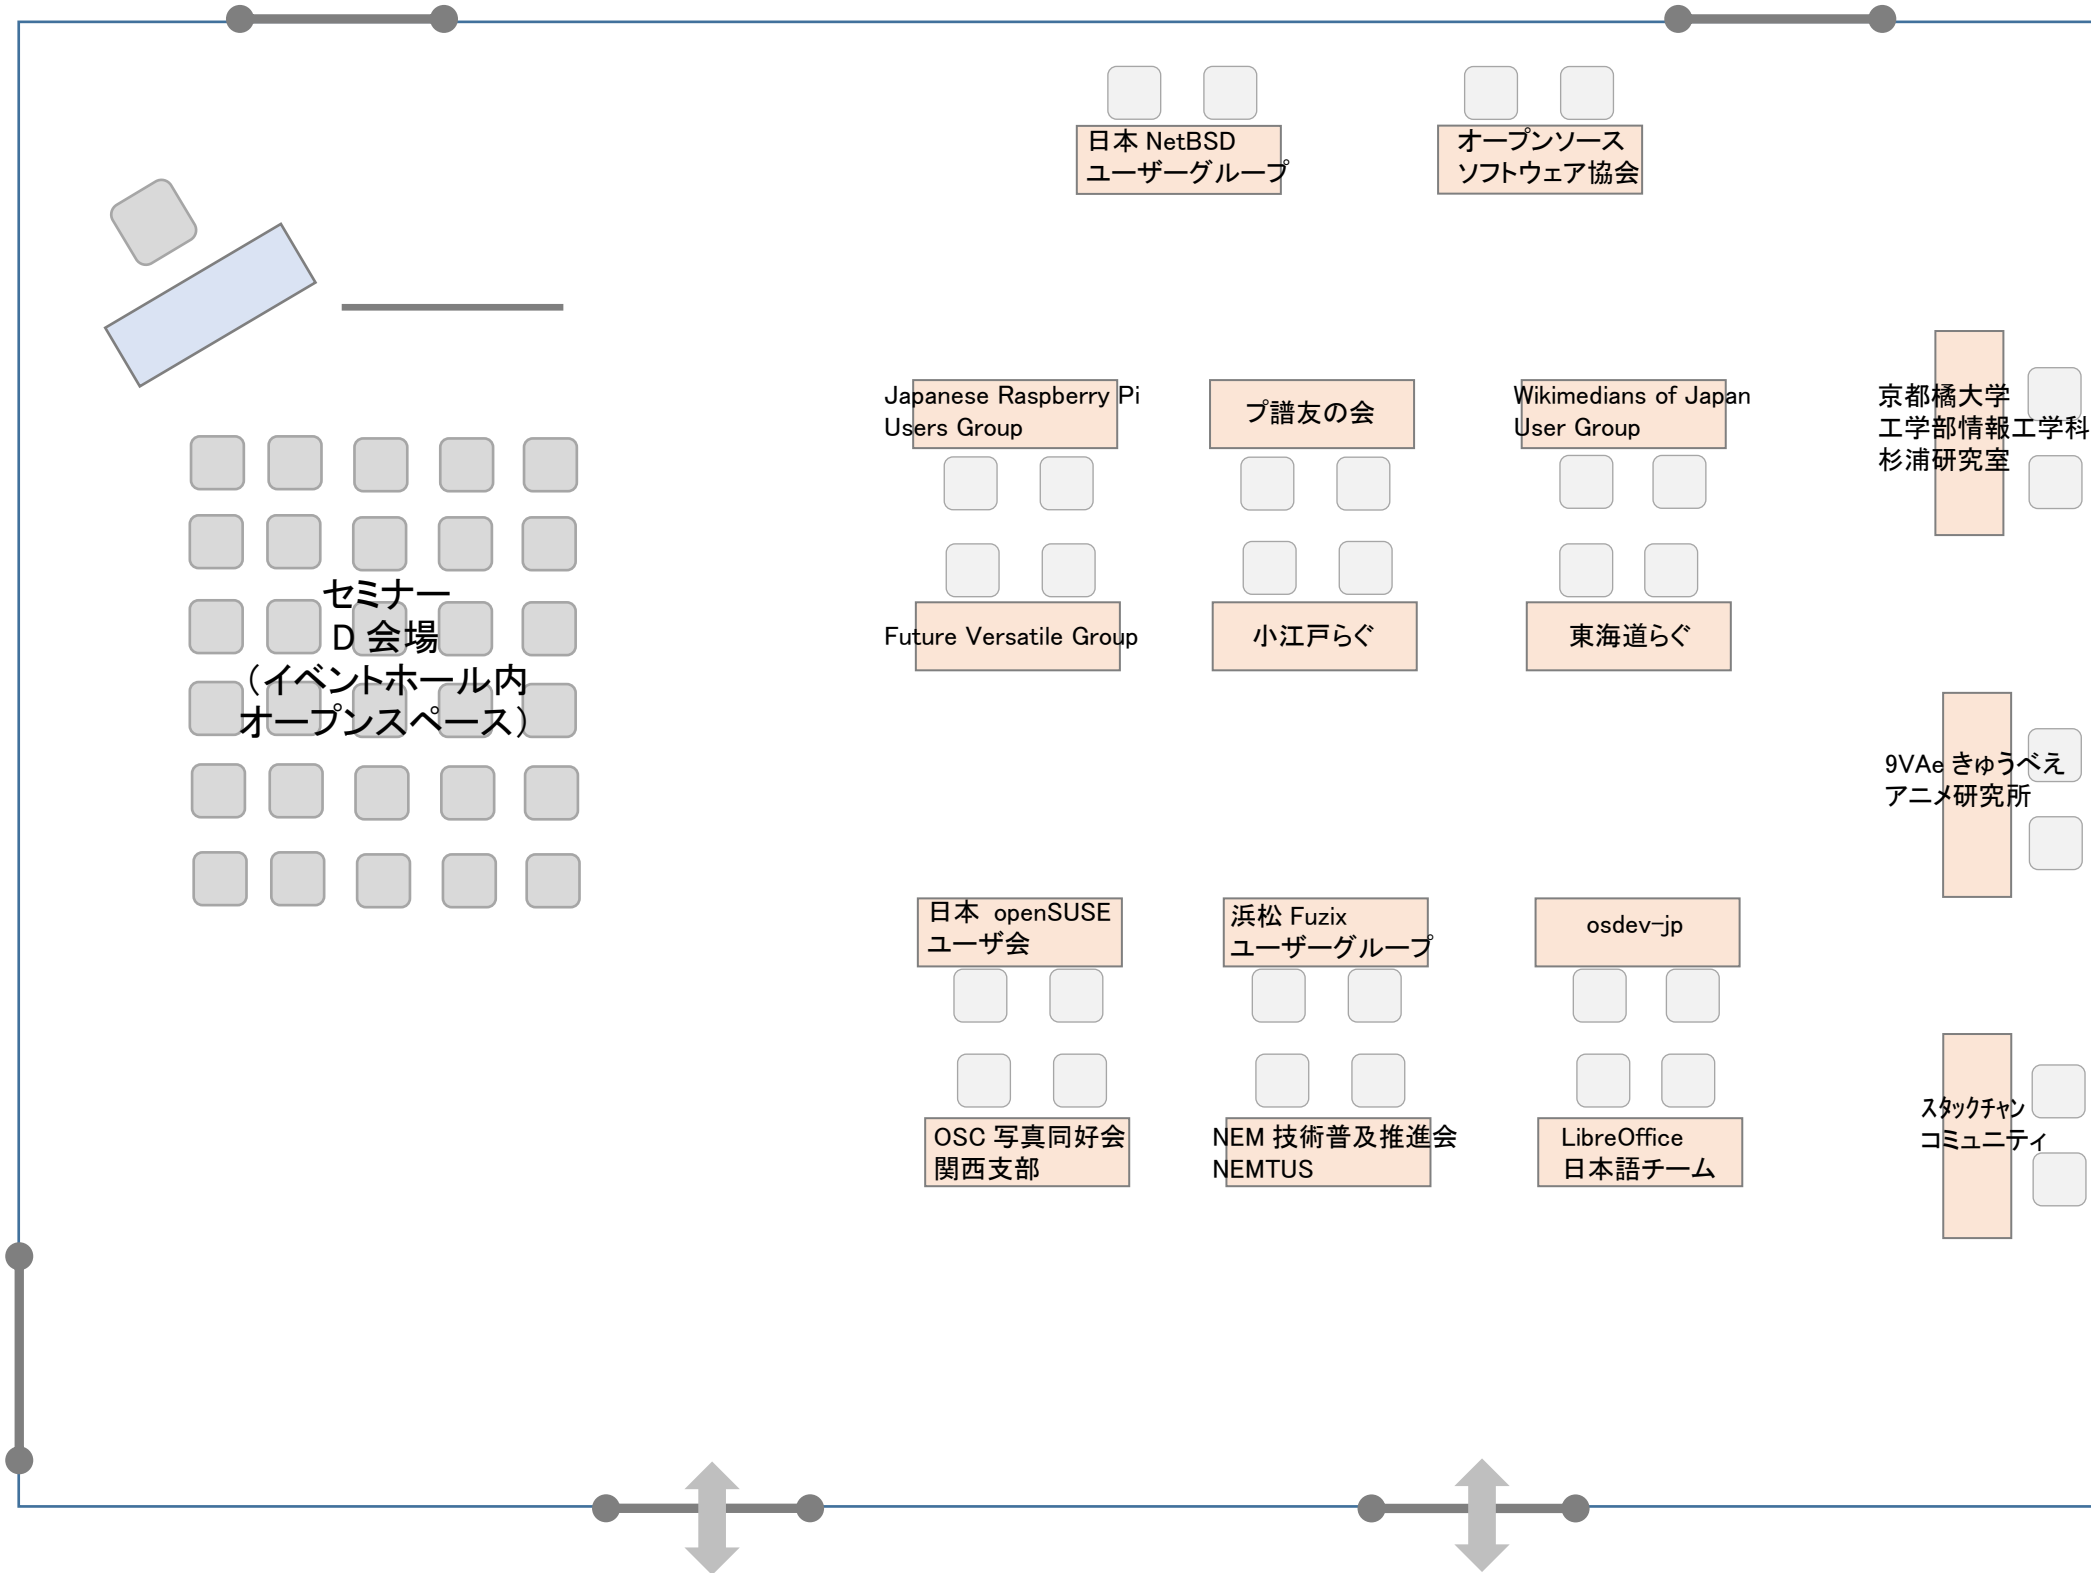 日本 NetBSD
ユーザーグループ
オープンソース
ソフトウェア協会
Japanese Raspberry Pi
Users Group
プ譜友の会
Wikimedians of Japan
User Group
京都橘大学
工学部情報工学科
杉浦研究室
セミナー
D 会場
（イベントホール内
オープンスペース）
Future Versatile Group
小江戸らぐ
東海道らぐ
9VAe きゅうべえ
アニメ研究所
日本 openSUSE
ユーザ会
浜松 Fuzix
ユーザーグループ
osdev-jp
OSC 写真同好会
関西支部
NEM 技術普及推進会
NEMTUS
LibreOffice
日本語チーム
ｽﾀｯｸﾁｬﾝ
コミュニティ